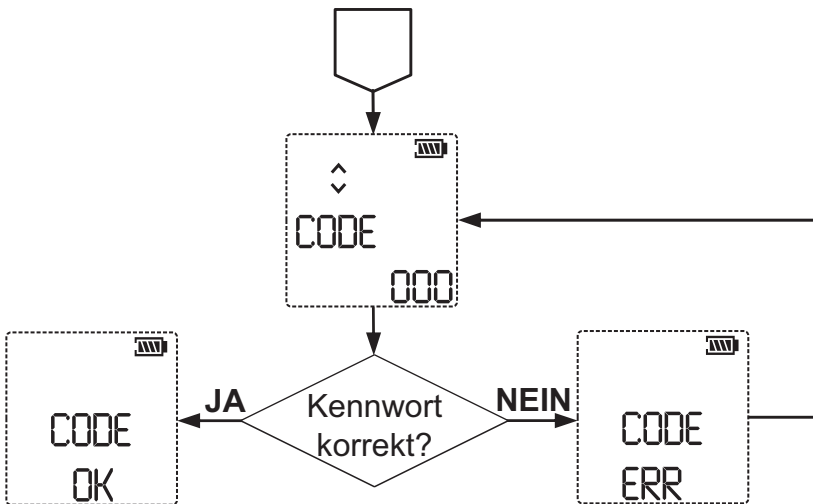 CODE
000
JA
Kennwort
korrekt?
NEIN
CODE
OK
CODE
ERR